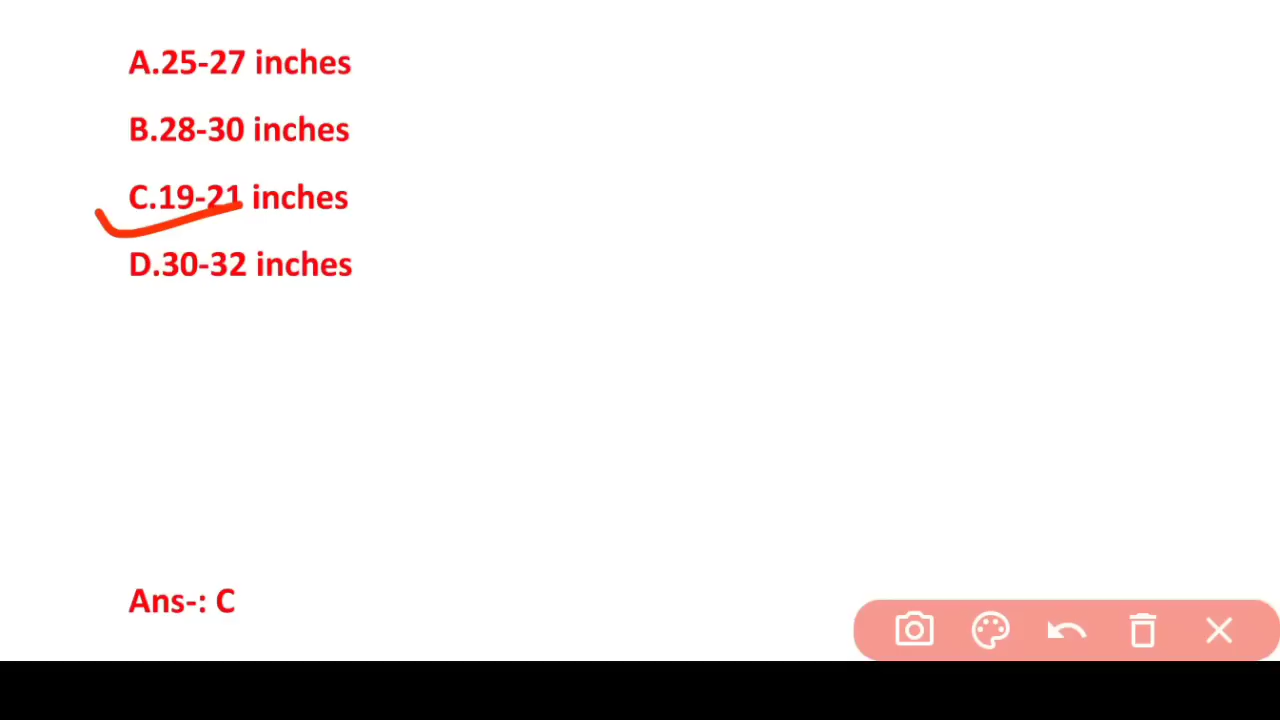 A.25-27 inches
B.28-30 inches
C.19-21 inches
D.30-32 inches
Ans-: C